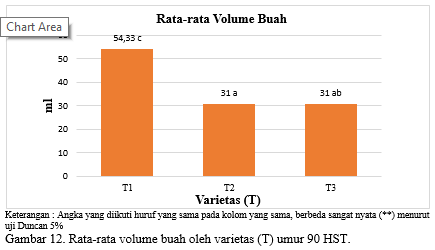 Rata-rata Volume Buah
Chart Area
54,33 c
50
31 a
31 ab
40
ml
30
20
10
0
T1
T2
T3
Varietas (T)
Keterangan : Angka yang diikuti huruf yang sama pada kolom yang sama, berbeda sangat nyata (**) menurut
uji Duncan 5%
Gambar 12. Rata-rata volume buah oleh varietas (T) umur 90 HST.